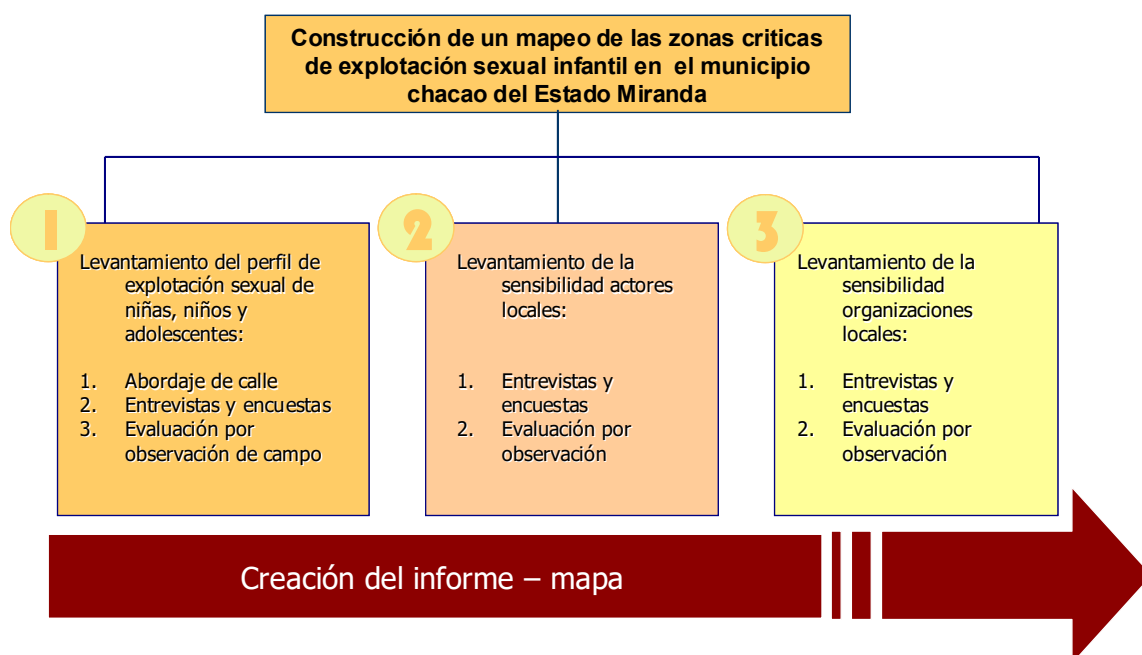 Construcción de un mapeo de las zonas criticas
de explotación sexual infantil en el municipio
chacao del Estado Miranda
1
Levantamiento del perfil de
explotación sexual de
niñas, niños y
adolescentes:
1. Abordaje de calle
2. Entrevistas y encuestas
3. Evaluación por
observación de campo
2
Levantamiento de la
sensibilidad actores
locales:
1. Entrevistas y
encuestas
2. Evaluación por
observación
3
Levantamiento de la
sensibilidad
organizaciones
locales:
1. Entrevistas y
encuestas
2. Evaluación por
observación
Creación del informe – mapa